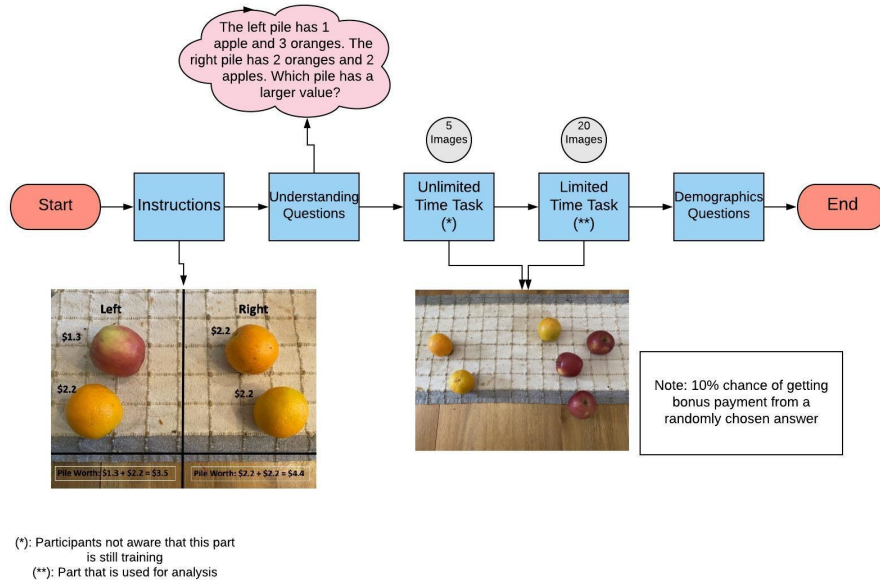 The left pile has 1
apple and 3 oranges. The
right pile has 2 oranges and 2
apples. Which pile has a
larger value?
5
Images
20
Images
Start
Instructions
Understanding
Questions
Unlimited
Time Task
(*)
Limited
Time Task
(**)
Demographics
Questions
End
Left
Right
$1.3
$2.2
$2.2
$2.2
Pile Worth: $1.3 + $2.2 = $3.5
Pile Worth: $2.2 + $2.2 = $4.4
Note: 10% chance of getting
bonus payment from a
randomly chosen answer
(*): Participants not aware that this part
is still training
(**): Part that is used for analysis